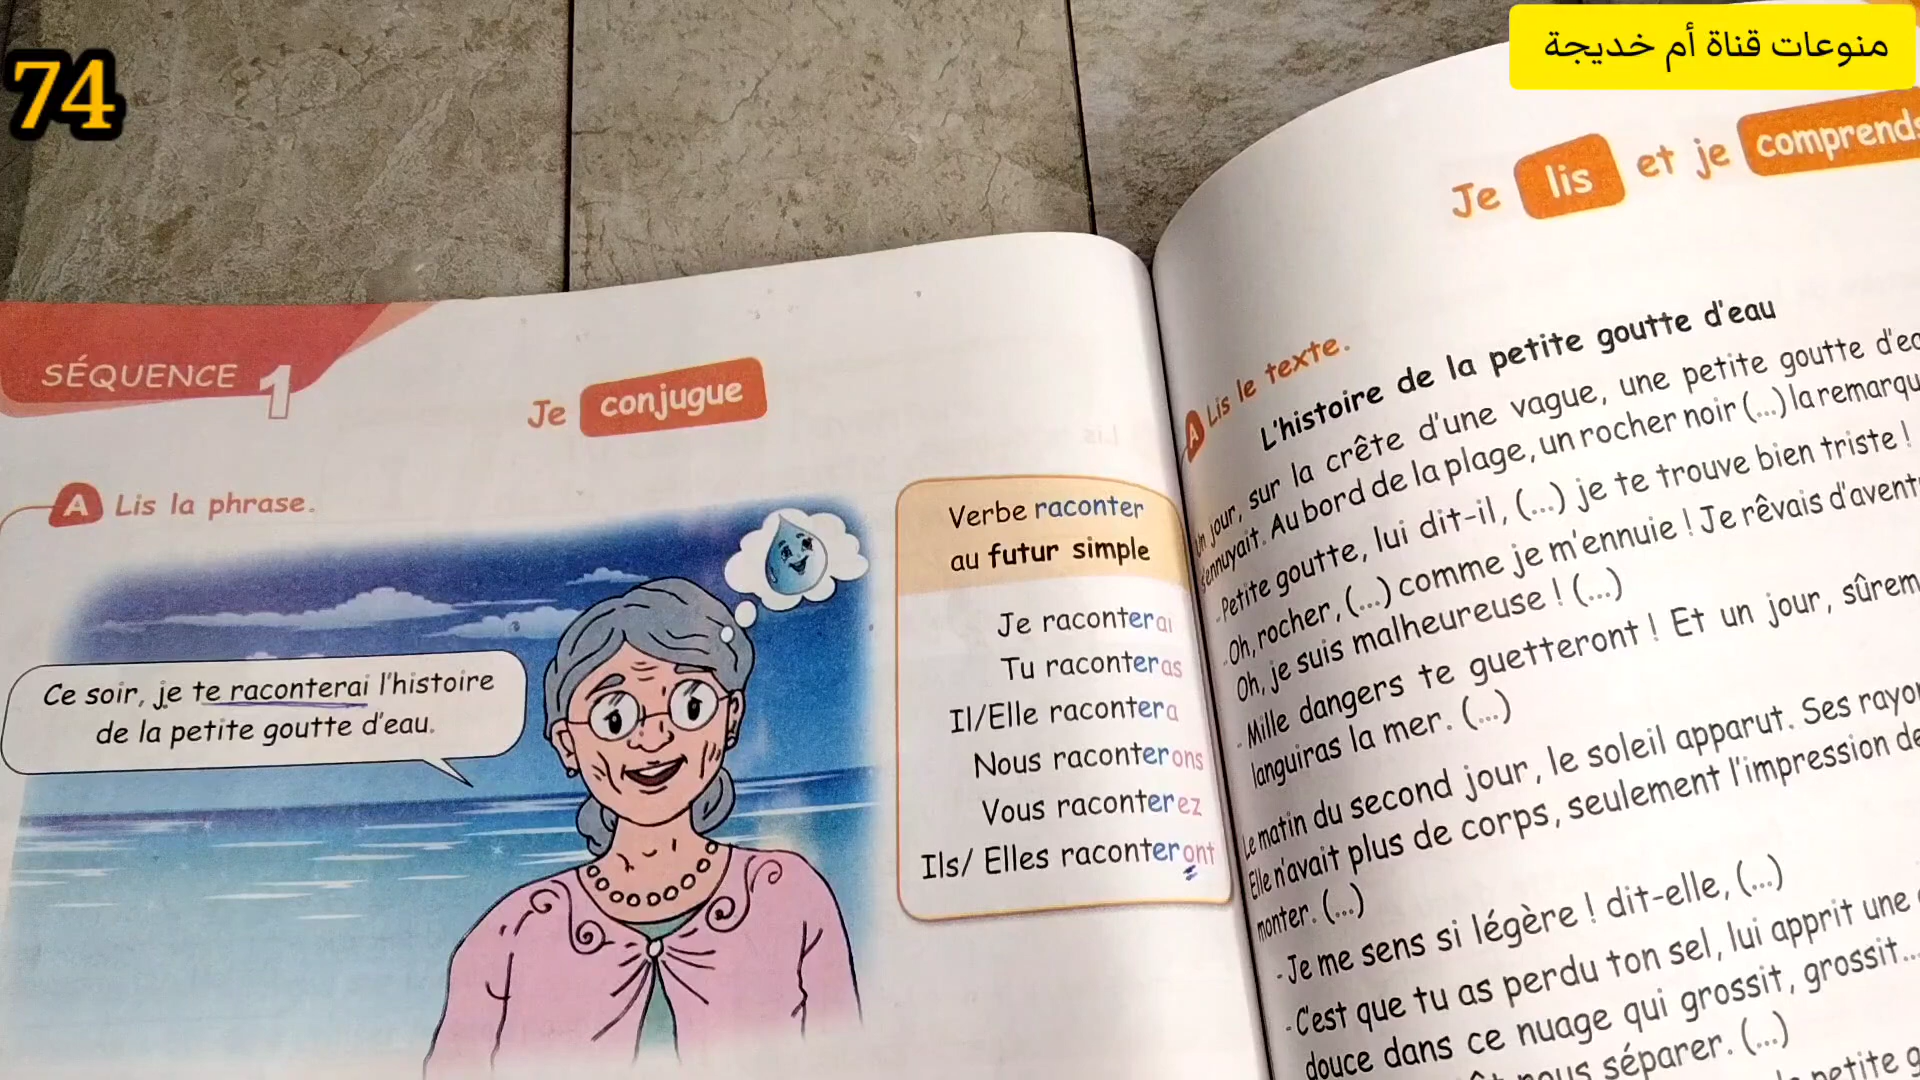 74
منوعات قناة أم خديجة
SÉQUENCE 1
Je conjugue
A Lis la phrase.
Ce soir, je te raconterai l'histoire
de la petite goutte d'eau.
Verbe raconter
au futur simple
Je raconterai
Tu raconteras
Il/Elle racontera
Nous raconterons
Vous raconterez
Ils/ Elles raconteront
Je lis et je comprends
A Lis le texte.
L'histoire de la petite goutte d'eau
Un jour, sur la crête d'une vague, une petite goutte
s'ennuyait. Au bord de la plage, un rocher noir (...) la
-Petite goutte, lui dit-il, (...) je te trouve bien triste !
-Oh, rocher, (...) comme je m'ennuie ! Je rêvais
Oh, je suis malheureuse ! (...)
- Mille dangers te guetteront ! Et un jour,
languiras la mer. (...)
Le matin du second jour, le soleil apparut. Ses
Elle n'avait plus de corps, seulement l'impression
monter. (...)
-Je me sens si légère ! dit-elle, (...)
-C'est que tu as perdu ton sel, lui apprit une
douce dans ce nuage qui grossit, grossit...
nous séparer. (...)
petite